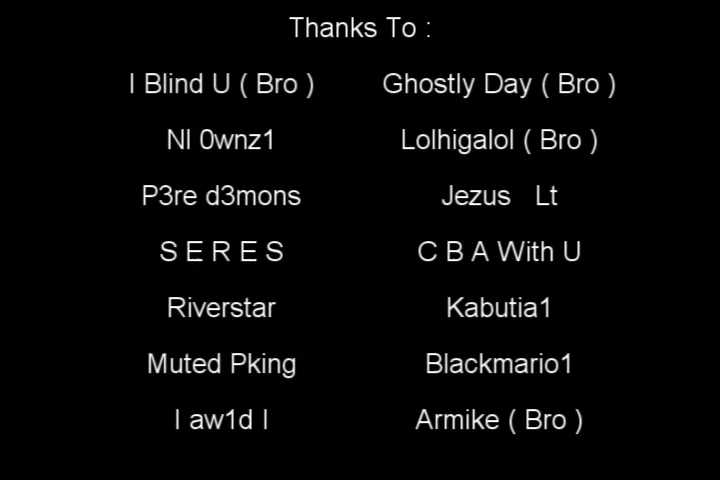 Thanks To :
I Blind U ( Bro ) Ghostly Day ( Bro )
Nl 0wnz1 Lolhigalol ( Bro )
P3re d3mons Jezus Lt
S E R E S C B A With U
Riverstar Kabutia1
Muted Pking Blackmario1
I aw1d I Armike ( Bro )